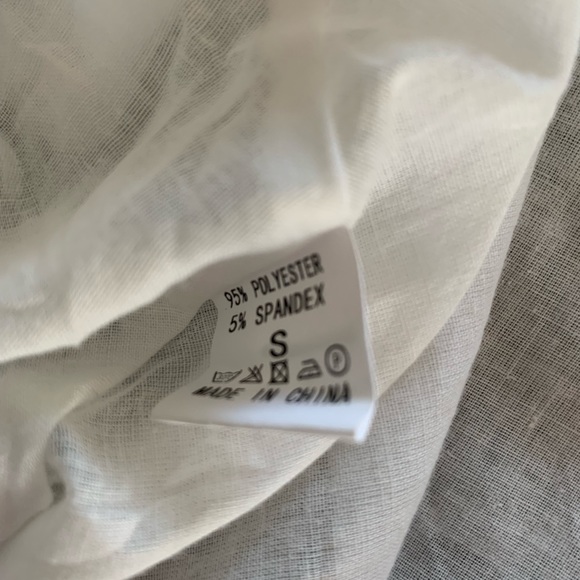 95% POLYESTER
5% SPANDEX
S
MADE IN CHINA